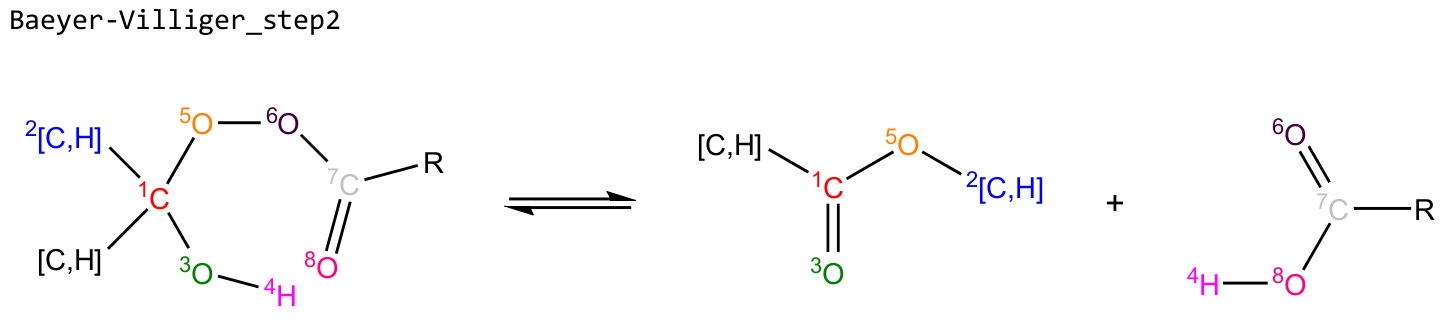 Baeyer-Villiger_step2
5O 6O
2[C,H] R
7C
1C
[C,H] 8O
3O 4H
[C,H] 5O
1C 2[C,H]
3O
+
6O
7C R
4H 8O